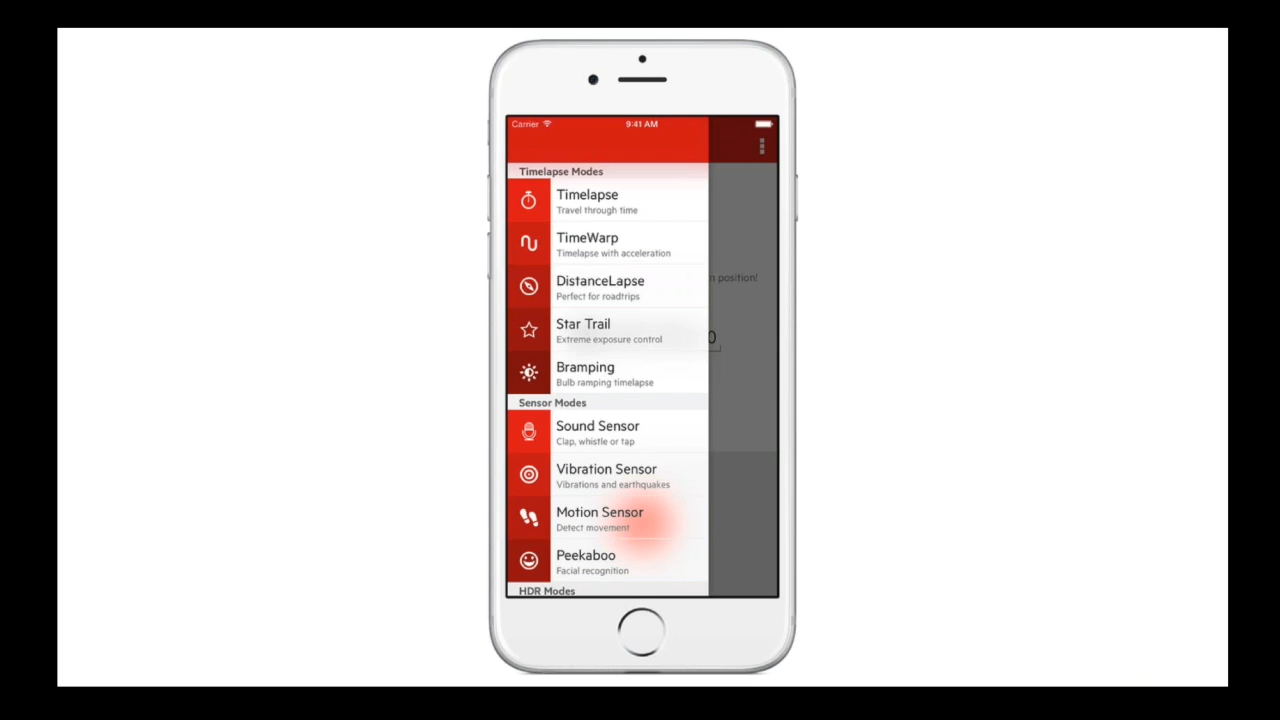 Carrier 9:41 AM
Timelapse Modes
Timelapse
Travel through time
TimeWarp
Timelapse with acceleration
DistanceLapse
Perfect for roadtrips
n position!
Star Trail
Extreme exposure control
0
Bramping
Bulb ramping timelapse
Sensor Modes
Sound Sensor
Clap, whistle or tap
Vibration Sensor
Vibrations and earthquakes
Motion Sensor
Detect movement
Peekaboo
Facial recognition
HDR Modes